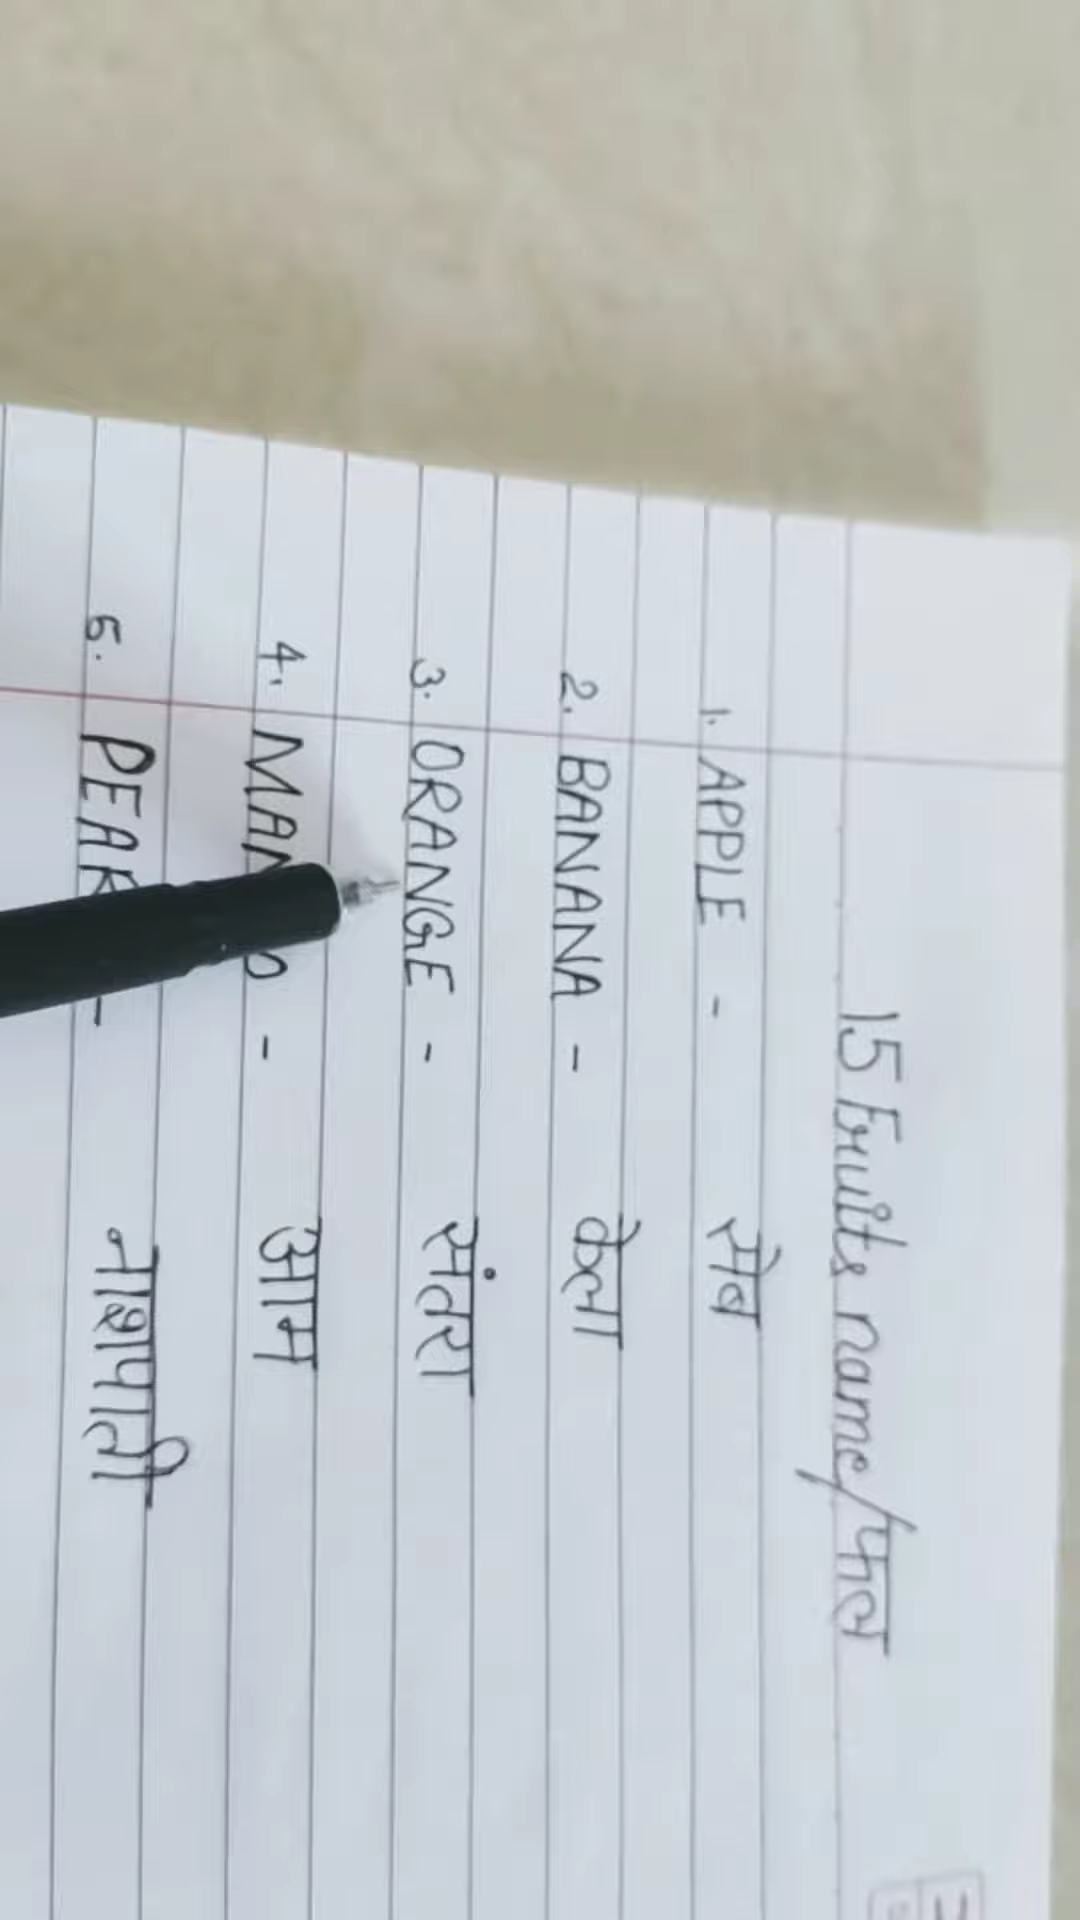 15 Fruits name/फल
1. APPLE - सेव
2. BANANA - केला
3. ORANGE - संतरा
4. - आम
5. - नाशपाती